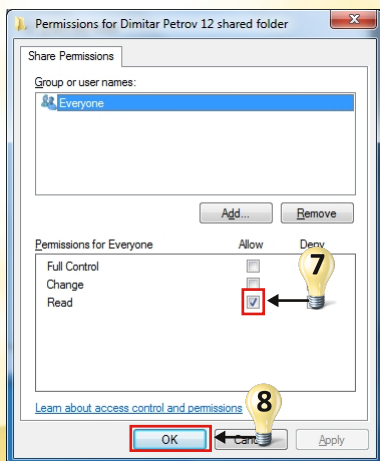 Permissions for Dimitar Petrov 12 shared folder
Share Permissions
Group or user names:
Everyone
Add... Remove
Permissions for Everyone Allow Deny
Full Control
Change
Read
7
Learn about access control and permissions
8
OK Cancel Apply